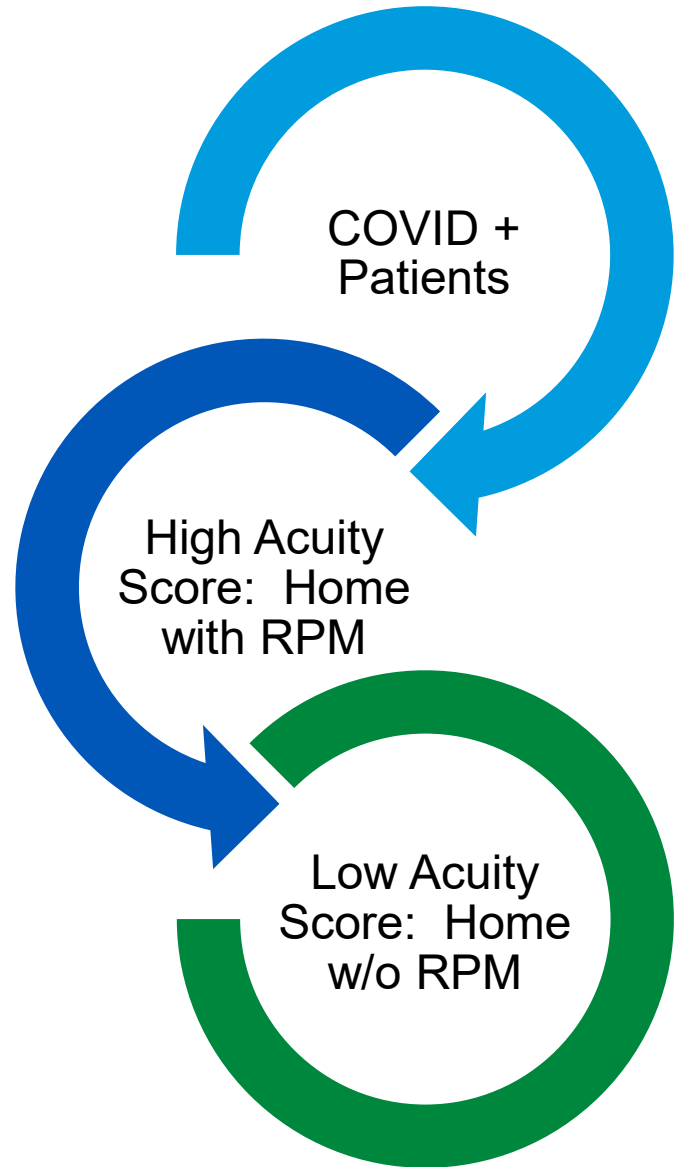 COVID +
Patients
High Acuity
Score:  Home
with RPM
Low Acuity
Score:  Home
w/o RPM